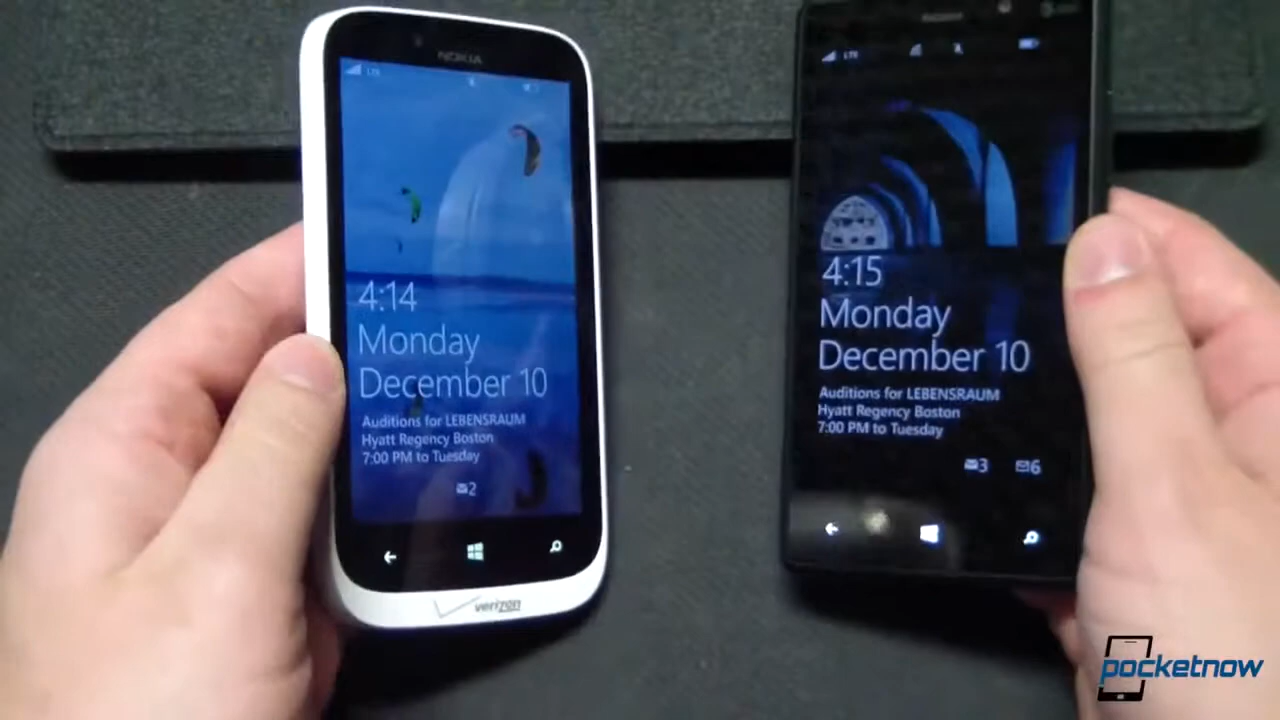 NOKIA
LTE
4:14
Monday
December 10
Auditions for LEBENSRAUM
Hyatt Regency Boston
7:00 PM to Tuesday
2
verizon
LTE
4:15
Monday
December 10
Auditions for LEBENSRAUM
Hyatt Regency Boston
7:00 PM to Tuesday
3 6
pocketnow